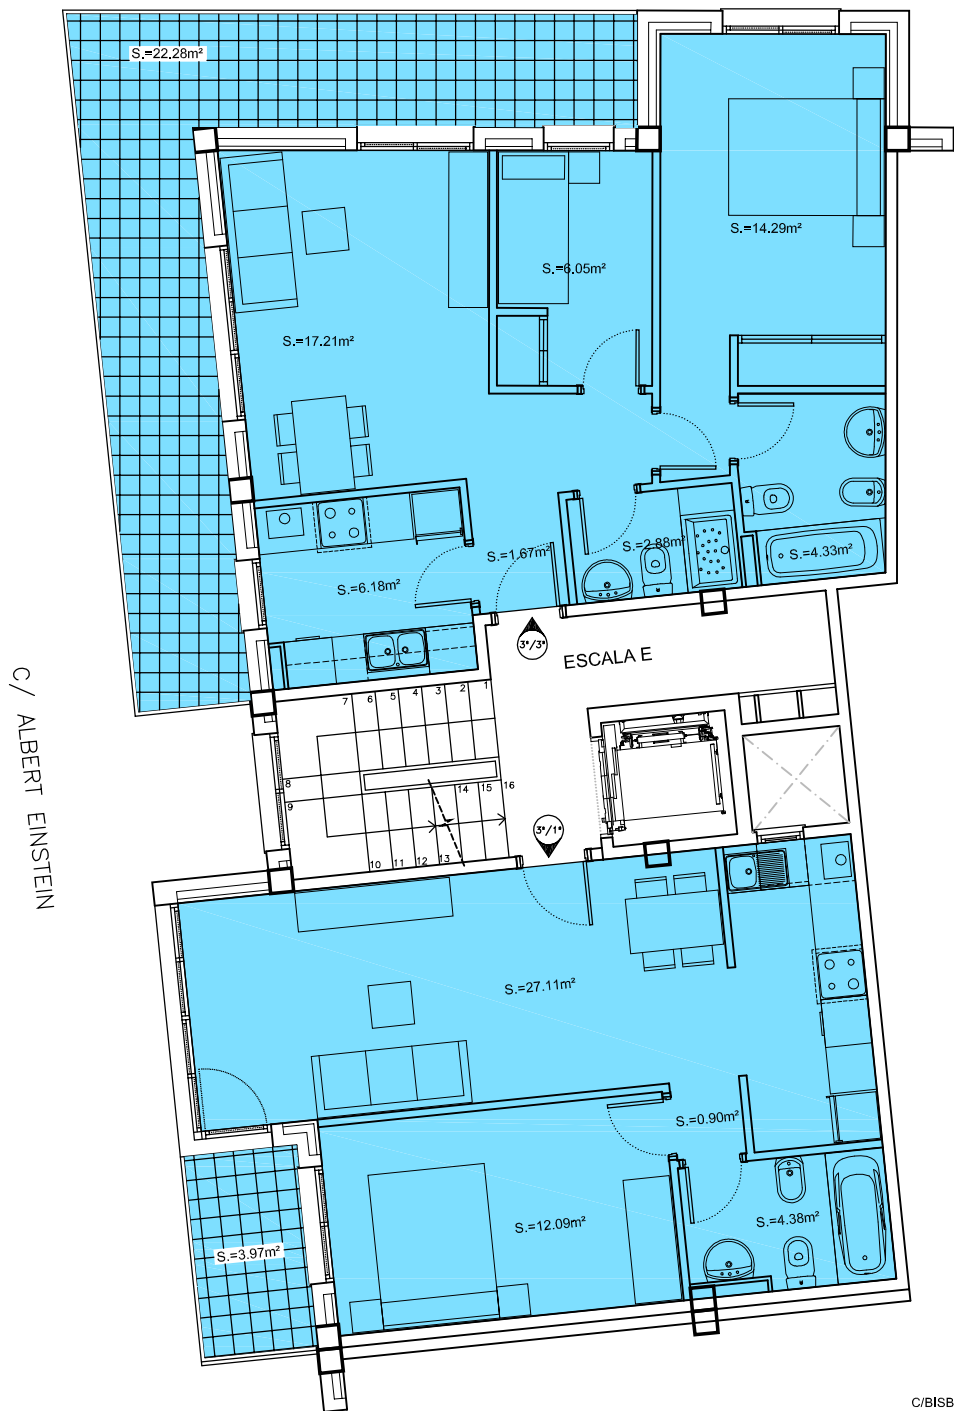 S.=22.28m²
S.=14.29m²
S.=6.05m²
S.=17.21m²
S.=1.67m²
S.=2.88m²
S.=4.33m²
S.=6.18m²
3ª/3ª
ESCALA E
7 6 5 4 3 2 1
8
9
14 15 16
10 11 12 13
3ª/1ª
C/ ALBERT EINSTEIN
S.=27.11m²
S.=0.90m²
S.=12.09m²
S.=4.38m²
S.=3.97m²
C/BISB